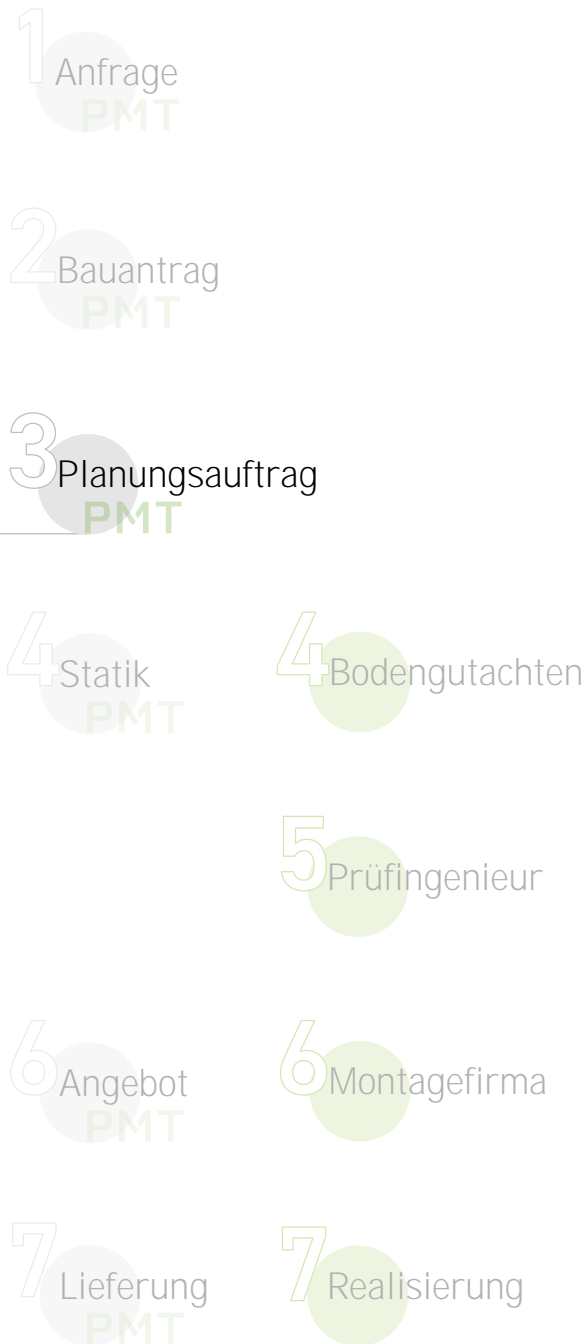 1 Anfrage
PMT
2 Bauantrag
PMT
3 Planungsauftrag
PMT
4 Statik
PMT
4 Bodengutachten
5 Prüfingenieur
6 Angebot
PMT
6 Montagefirma
7 Lieferung
PMT
7 Realisierung